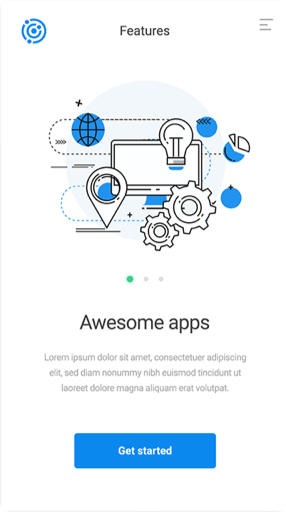 Features
Awesome apps
Lorem ipsum dolor sit amet, consectetuer adipiscing
elit, sed diam nonummy nibh euismod tincidunt ut
laoreet dolore magna aliquam erat volutpat.
Get started